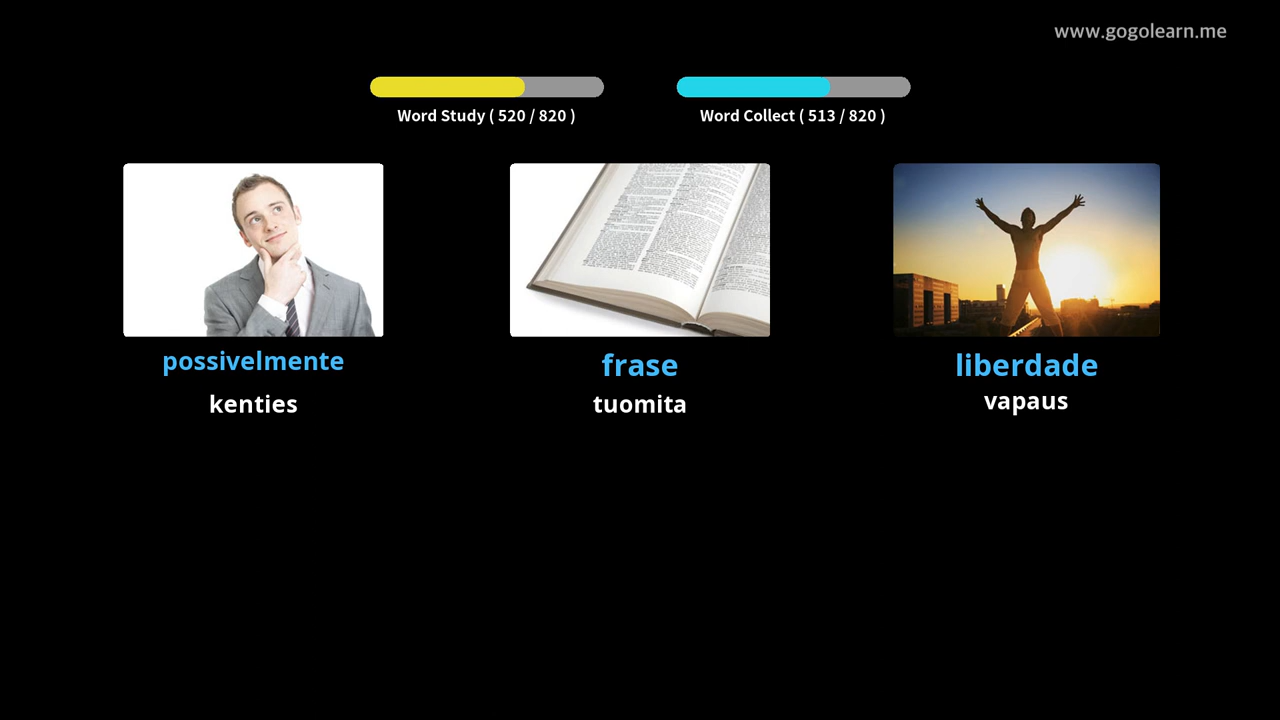 www.gogolearn.me
Word Study ( 520 / 820 )
Word Collect ( 513 / 820 )
possivelmente
frase
liberdade
kenties
tuomita
vapaus